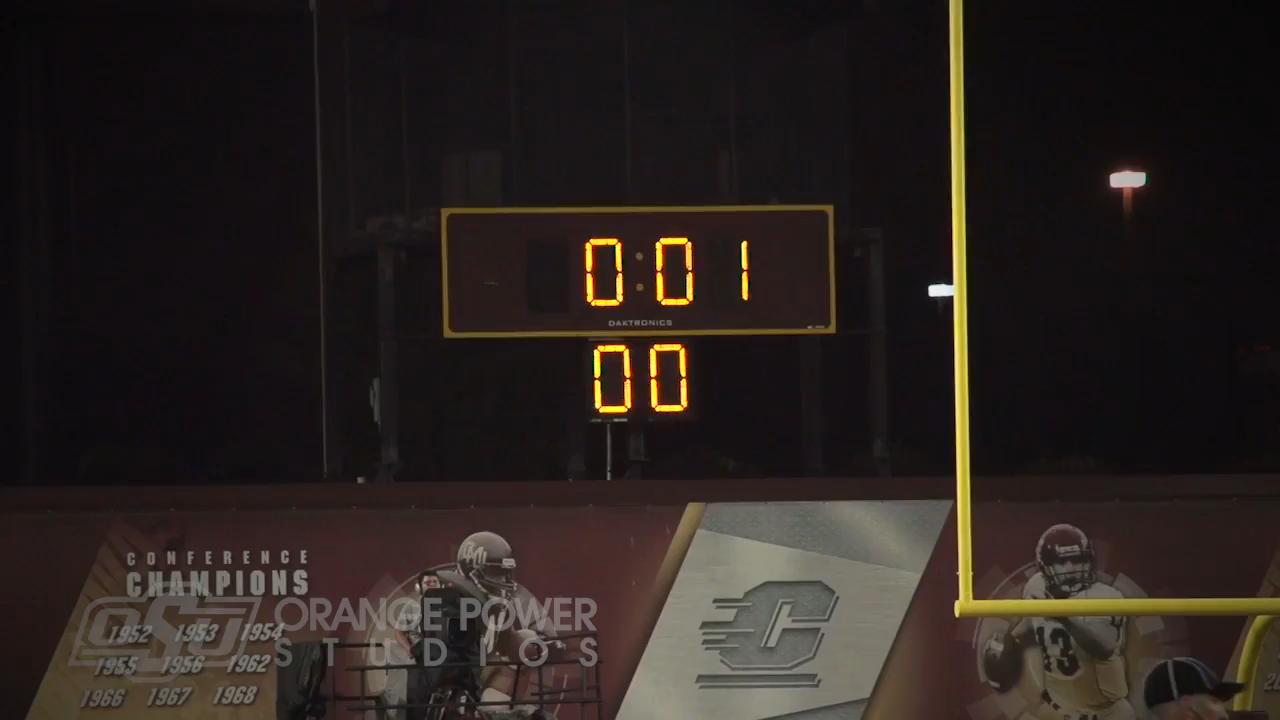 0:01
DAKTRONICS
00
CONFERENCE
CHAMPIONS
OSU ORANGE POWER
STUDIOS
1952 1953 1954
1955 1956 1962
1966 1967 1968
C
13